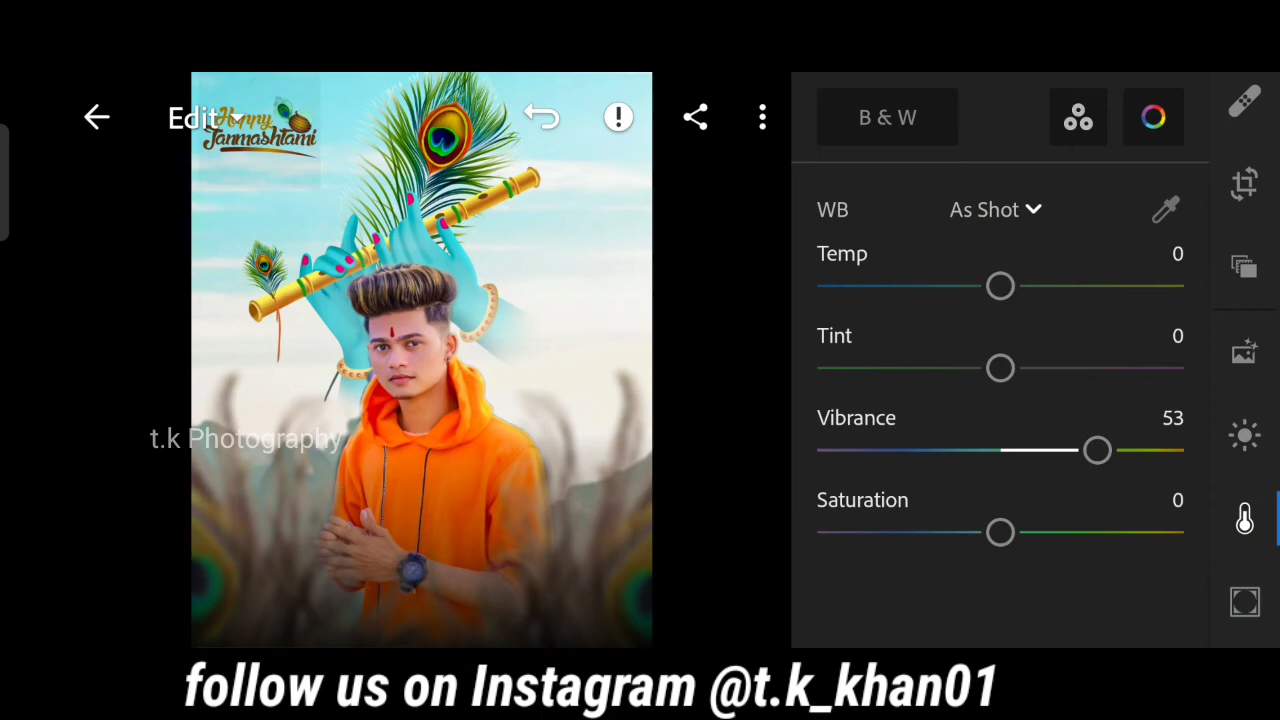 Edit
Happy
Janmashtami
B & W
WB
As Shot
Temp
0
Tint
0
Vibrance
53
Saturation
0
t.k Photography
follow us on Instagram @t.k_khan01